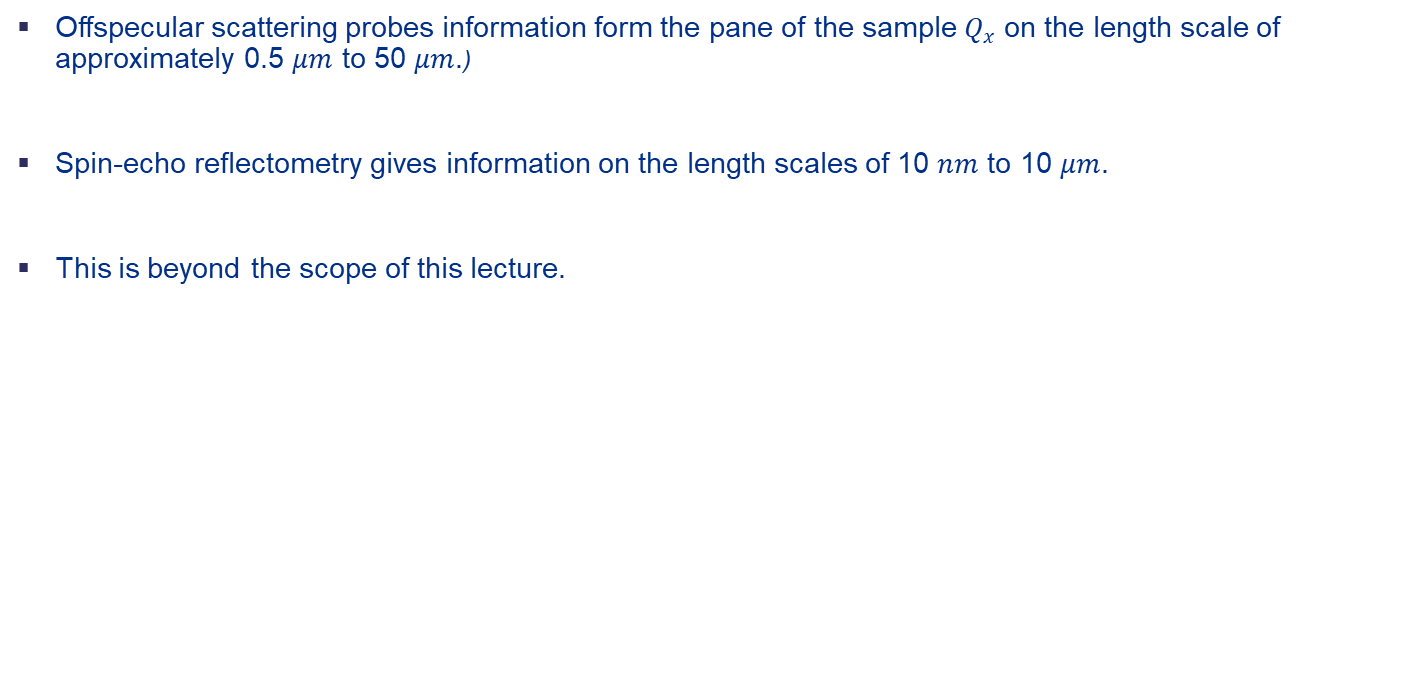 ▪ Offspecular scattering probes information form the pane of the sample Qₓ on the length scale of
approximately 0.5 μm to 50 μm.)
▪ Spin-echo reflectometry gives information on the length scales of 10 nm to 10 μm.
▪ This is beyond the scope of this lecture.